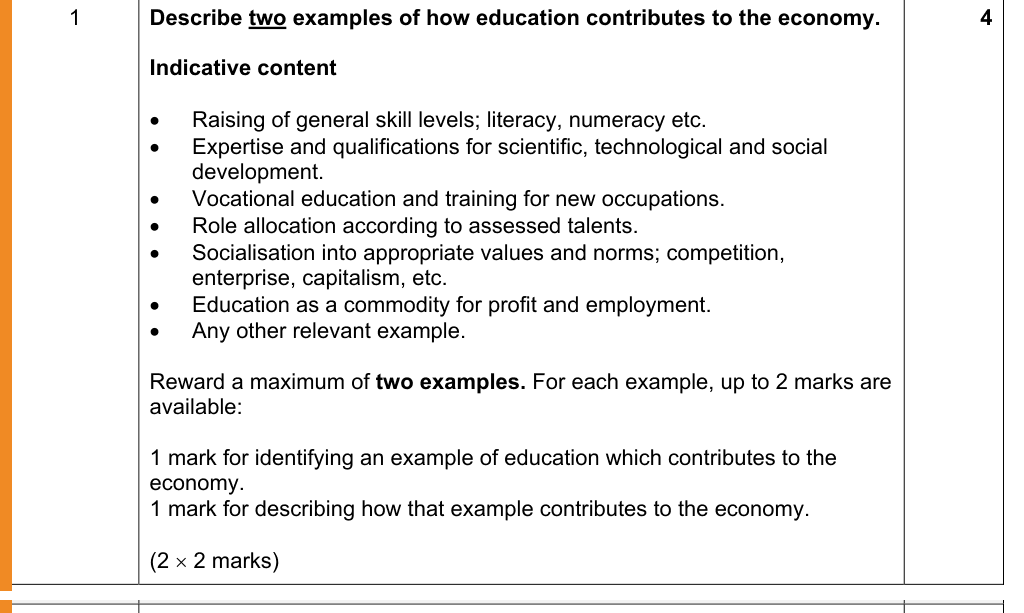 1 Describe two examples of how education contributes to the economy. 4
Indicative content
• Raising of general skill levels; literacy, numeracy etc.
• Expertise and qualifications for scientific, technological and social
development.
• Vocational education and training for new occupations.
• Role allocation according to assessed talents.
• Socialisation into appropriate values and norms; competition,
enterprise, capitalism, etc.
• Education as a commodity for profit and employment.
• Any other relevant example.
Reward a maximum of two examples. For each example, up to 2 marks are
available:
1 mark for identifying an example of education which contributes to the
economy.
1 mark for describing how that example contributes to the economy.
(2 × 2 marks)